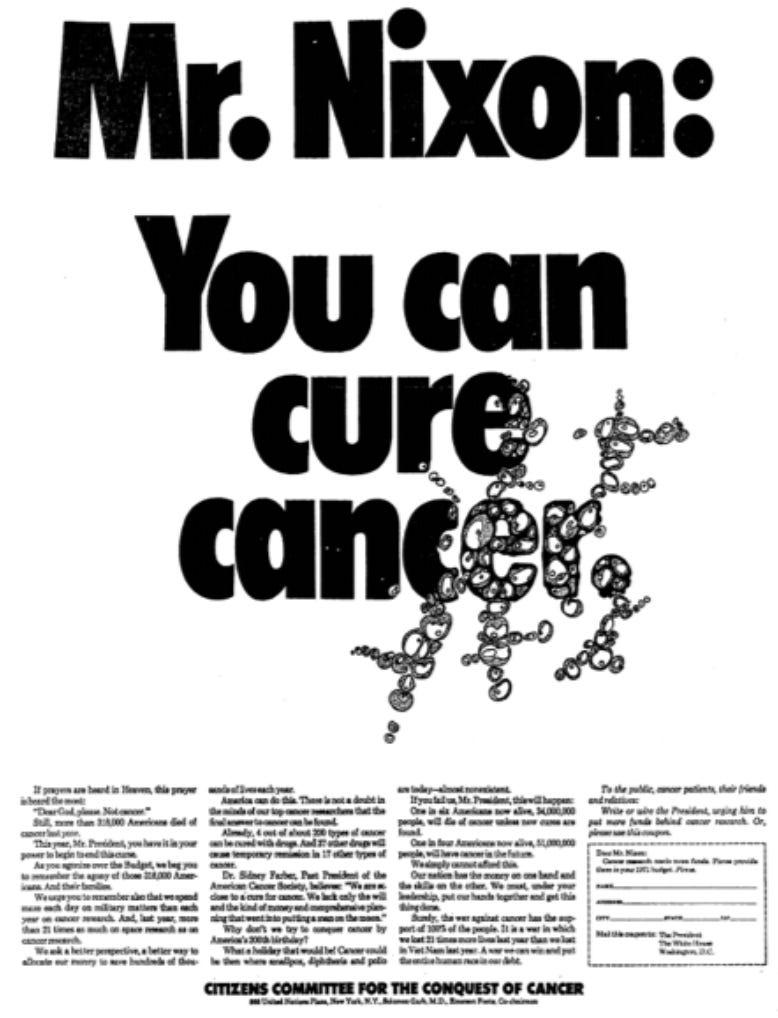 Mr. Nixon:
You can
cure
cancer.
If prayers are heard in Heaven, this prayer
is heard the most:
"Dear God, please. Not cancer."
Still, more than 318,000 Americans died of
cancer last year.
This year, Mr. President, you have it in your
power to begin to end this curse.
As you agonize over the Budget, we beg you
to remember the agony of those 318,000 Amer-
icans. And their families.
We urge you to remember also that we spend
more each day on military matters than each
year on cancer research. And, last year, more
than 21 times as much on space research as on
cancer research.
We ask a better perspective, a better way to
allocate our money to save hundreds of thou-
sands of lives each year.
America can do this. There is not a doubt in
the minds of our top cancer researchers that the
final answer to cancer can be found.
Already, 4 out of about 200 types of cancer
can be cured with drugs. And 37 other drugs will
cause temporary remission in 17 other types of
cancer.
Dr. Sidney Farber, Past President of the
American Cancer Society, believes: "We are so
close to a cure for cancer. We lack only the will
and the kind of money and comprehensive plan-
ning that went into putting a man on the moon."
Why don't we try to conquer cancer by
America's 200th birthday?
What a holiday that would be! Cancer could
be then where smallpox, diphtheria and polio
are today—almost nonexistent.
If you fail us, Mr. President, this will happen:
One in six Americans now alive, 34,000,000
people, will die of cancer unless new cures are
found.
One in four Americans now alive, 51,000,000
people, will have cancer in the future.
We simply cannot afford this.
Our nation has the money on one hand and
the skills on the other. We must, under your
leadership, put our hands together and get this
thing done.
Surely, the war against cancer has the sup-
port of 100% of the people. It is a war in which
we lost 21 times more lives last year than we lost
in Viet Nam last year. A war we can win and put
the entire human race in our debt.
To the public, cancer patients, their friends
and relatives:
Write or wire the President, urging him to
put more funds behind cancer research. Or,
please use this coupon.
Dear Mr. Nixon:
Cancer research needs more funds. Please provide
them in your 1971 budget. Please.
NAME
ADDRESS
CITY STATE ZIP
Mail this coupon to: The President
The White House
Washington, D.C.
CITIZENS COMMITTEE FOR THE CONQUEST OF CANCER
United Nations Plaza, New York, N.Y., Solomon Garb, M.D., Emerson Foote, Co-chairmen